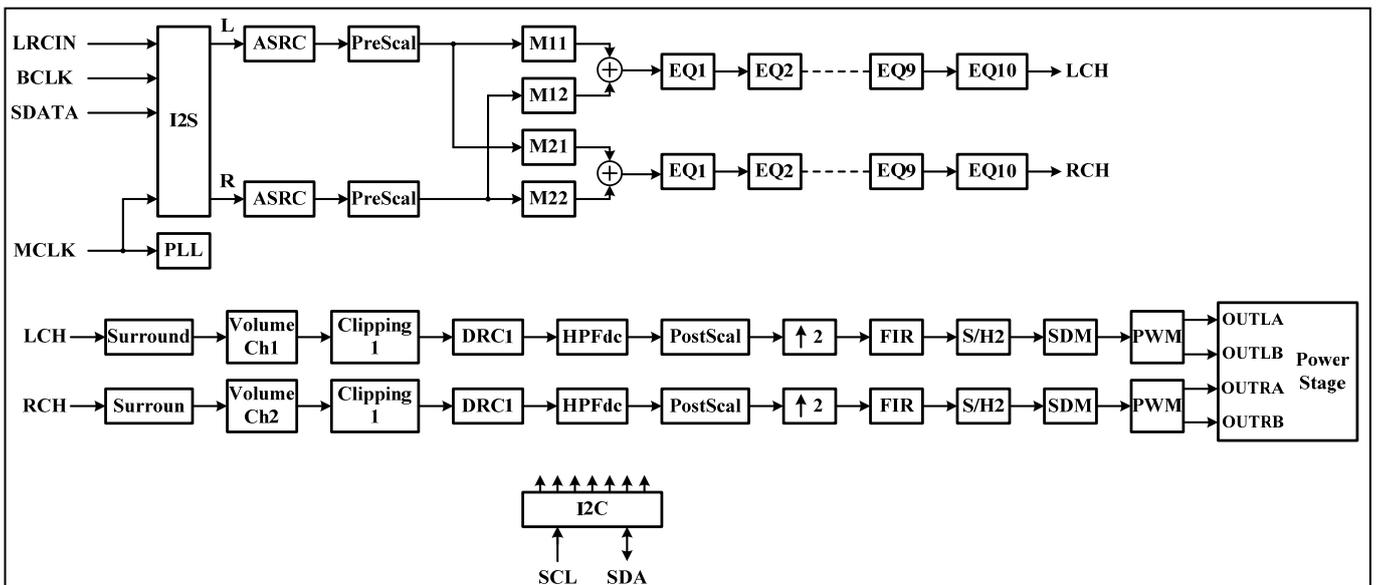 LRCIN
BCLK
SDATA
MCLK
I2S
PLL
L
R
ASRC
PreScal
ASRC
PreScal
M11
M12
M21
M22
EQ1
EQ2
EQ9
EQ10
LCH
EQ1
EQ2
EQ9
EQ10
RCH
LCH
Surround
Volume
Ch1
Clipping
1
DRC1
HPFdc
PostScal
2
FIR
S/H2
SDM
PWM
OUTLA
OUTLB
RCH
Surroun
Volume
Ch2
Clipping
1
DRC1
HPFdc
PostScal
2
FIR
S/H2
SDM
PWM
OUTRA
OUTRB
Power
Stage
I2C
SCL
SDA